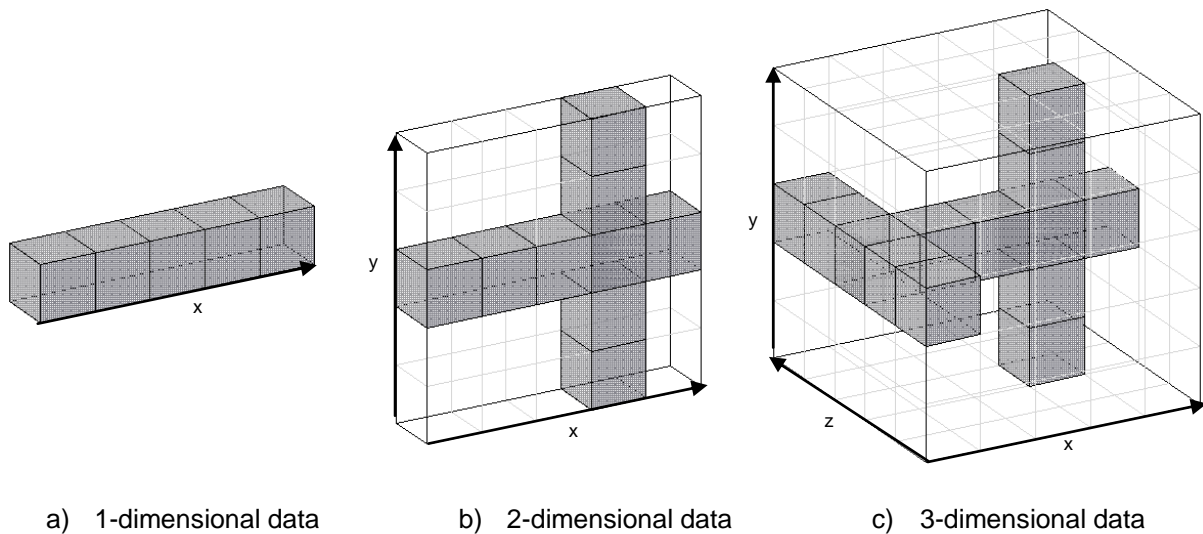 x
y
x
y
z
x
a) 1-dimensional data
b) 2-dimensional data
c) 3-dimensional data